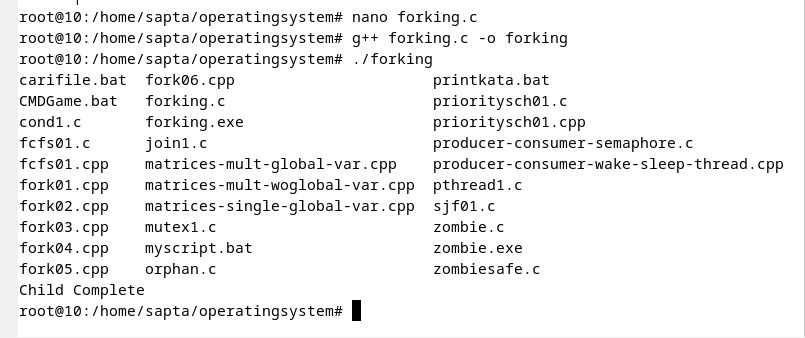 root@10:/home/sapta/operatingsystem# nano forking.c
root@10:/home/sapta/operatingsystem# g++ forking.c -o forking
root@10:/home/sapta/operatingsystem# ./forking
carifile.bat  fork06.cpp                      printkata.bat
CMDGame.bat   forking.c                       prioritysch01.c
cond1.c       forking.exe                     prioritysch01.cpp
fcfs01.c      join1.c                         producer-consumer-semaphore.c
fcfs01.cpp    matrices-mult-global-var.cpp    producer-consumer-wake-sleep-thread.cpp
fork01.cpp    matrices-mult-woglobal-var.cpp  pthread1.c
fork02.cpp    matrices-single-global-var.cpp  sjf01.c
fork03.cpp    mutex1.c                        zombie.c
fork04.cpp    myscript.bat                    zombie.exe
fork05.cpp    orphan.c                        zombiesafe.c
Child Complete
root@10:/home/sapta/operatingsystem#